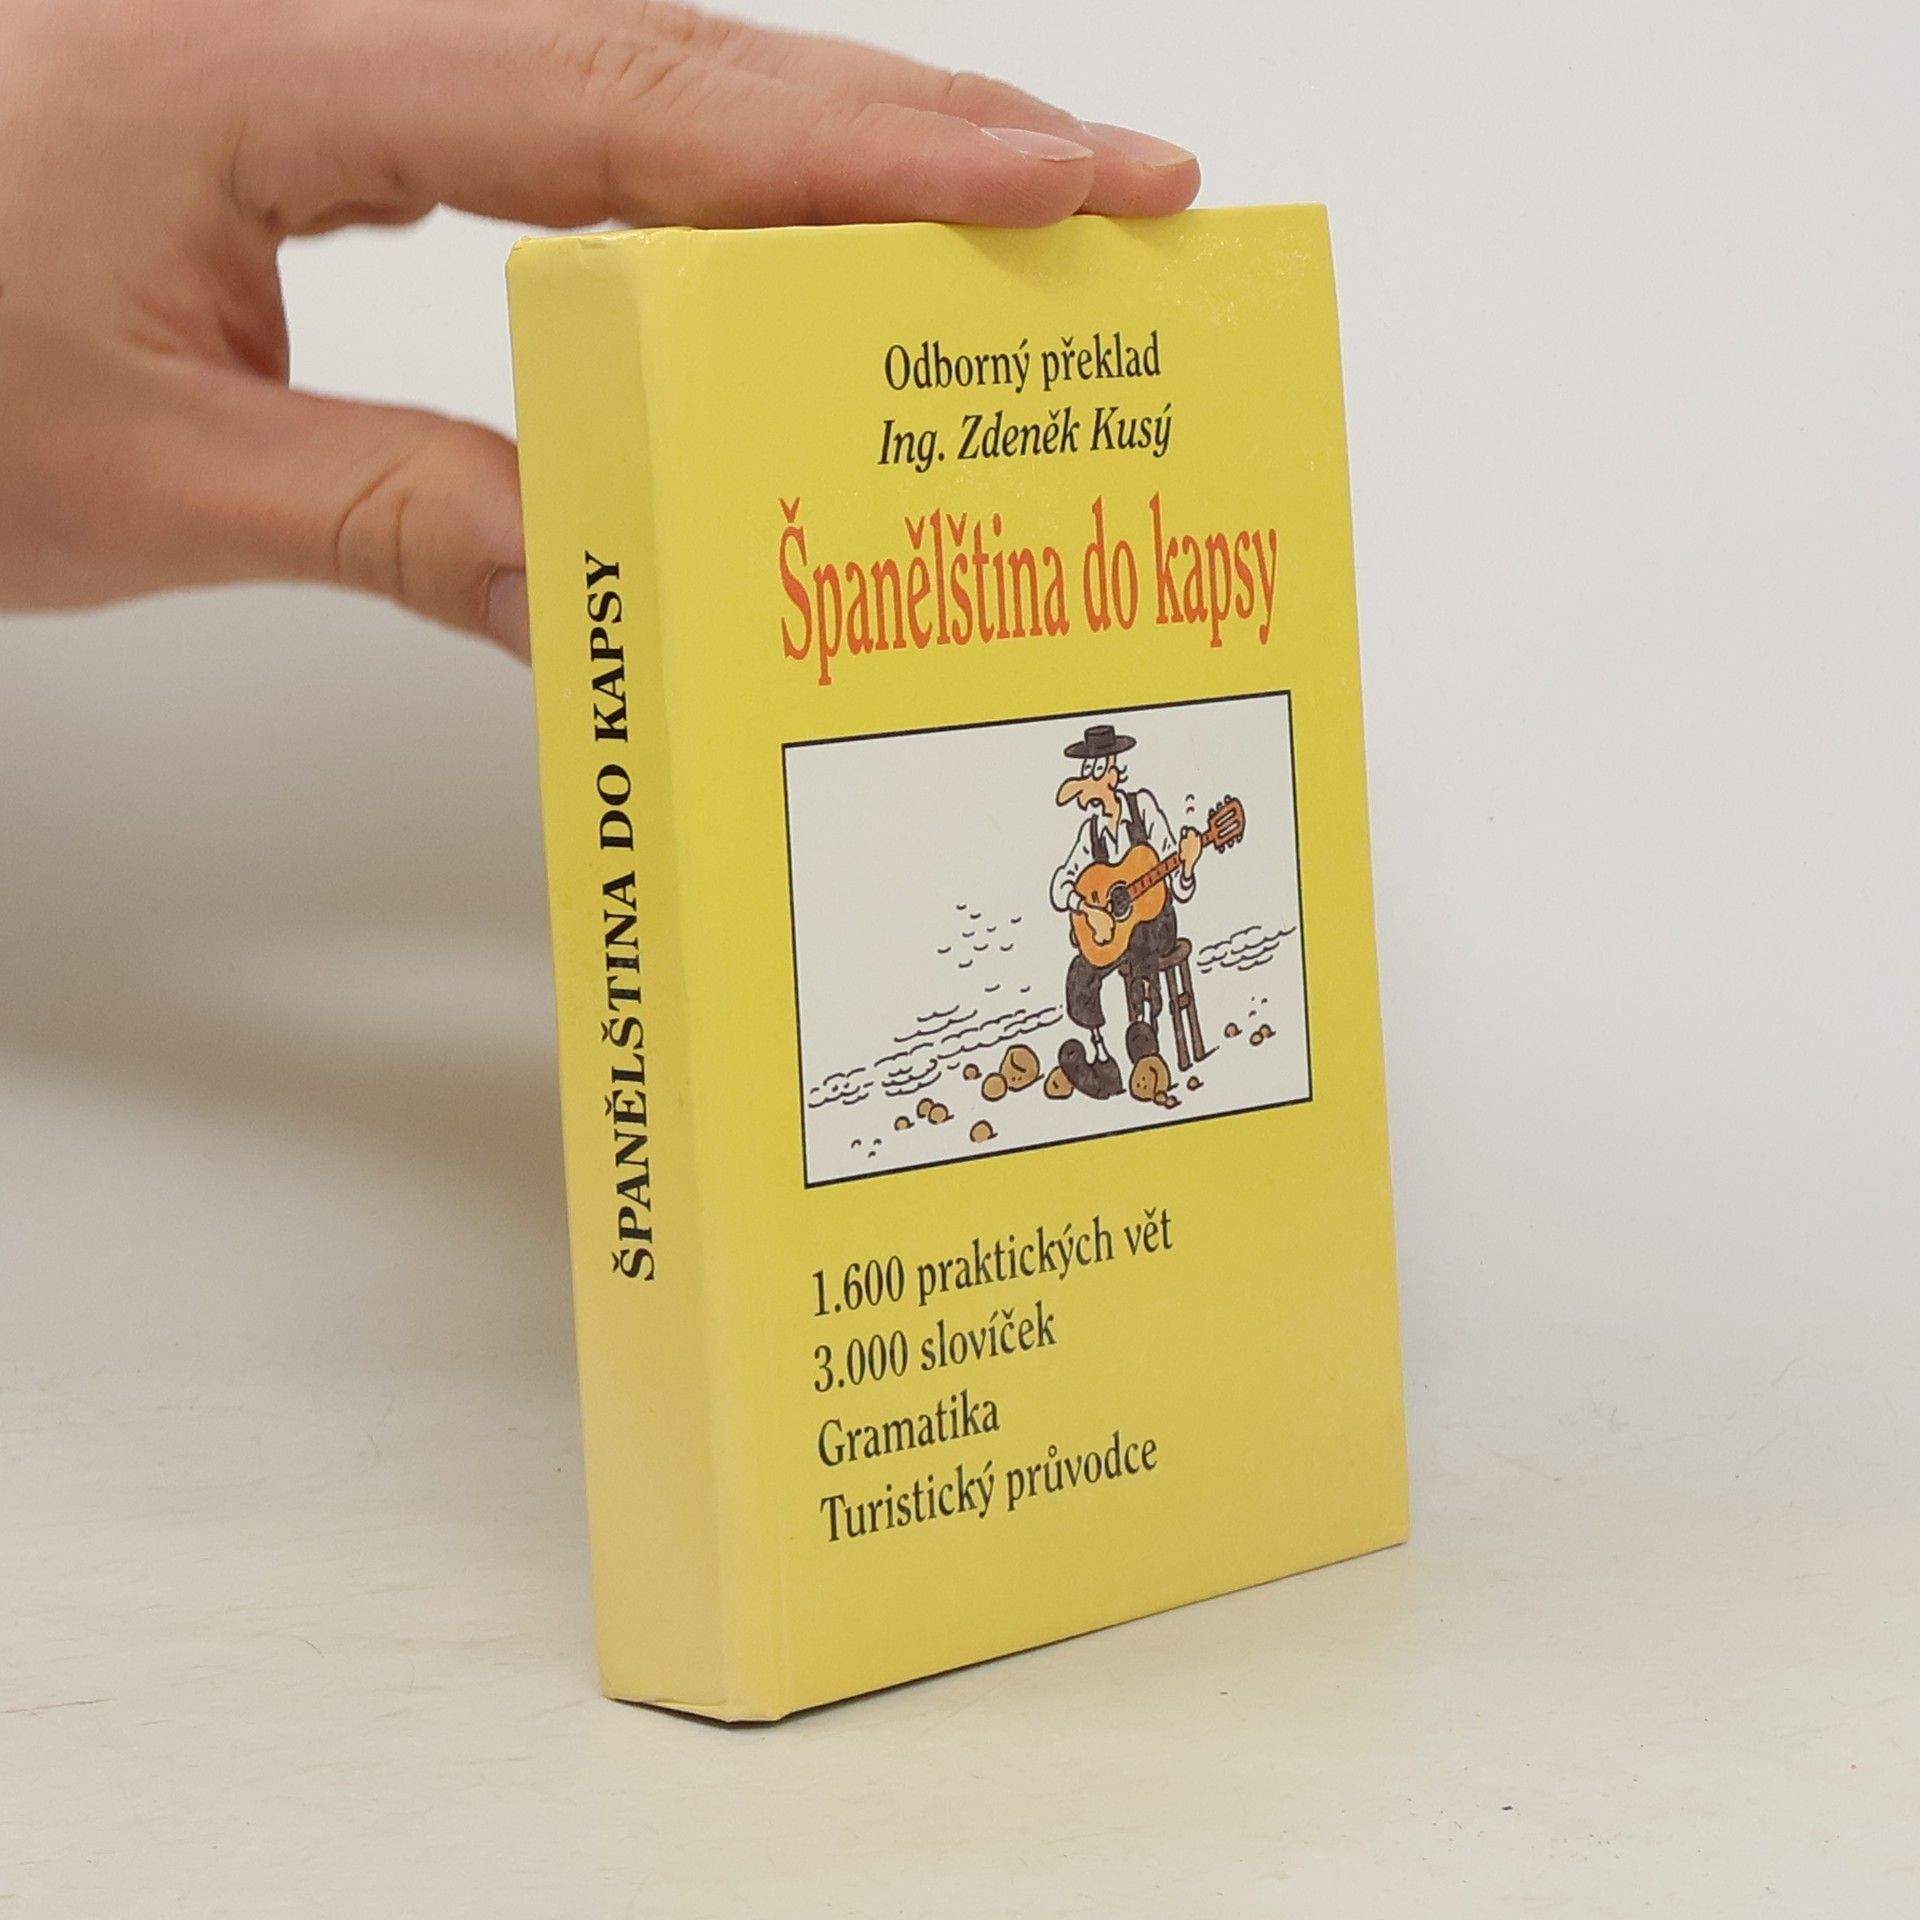 ŠPANĚLŠTINA DO KAPSY
Odborný překlad
Ing. Zdeněk Kusý
Španělština do kapsy
1.600 praktických vět
3.000 slovíček
Gramatika
Turistický průvodce